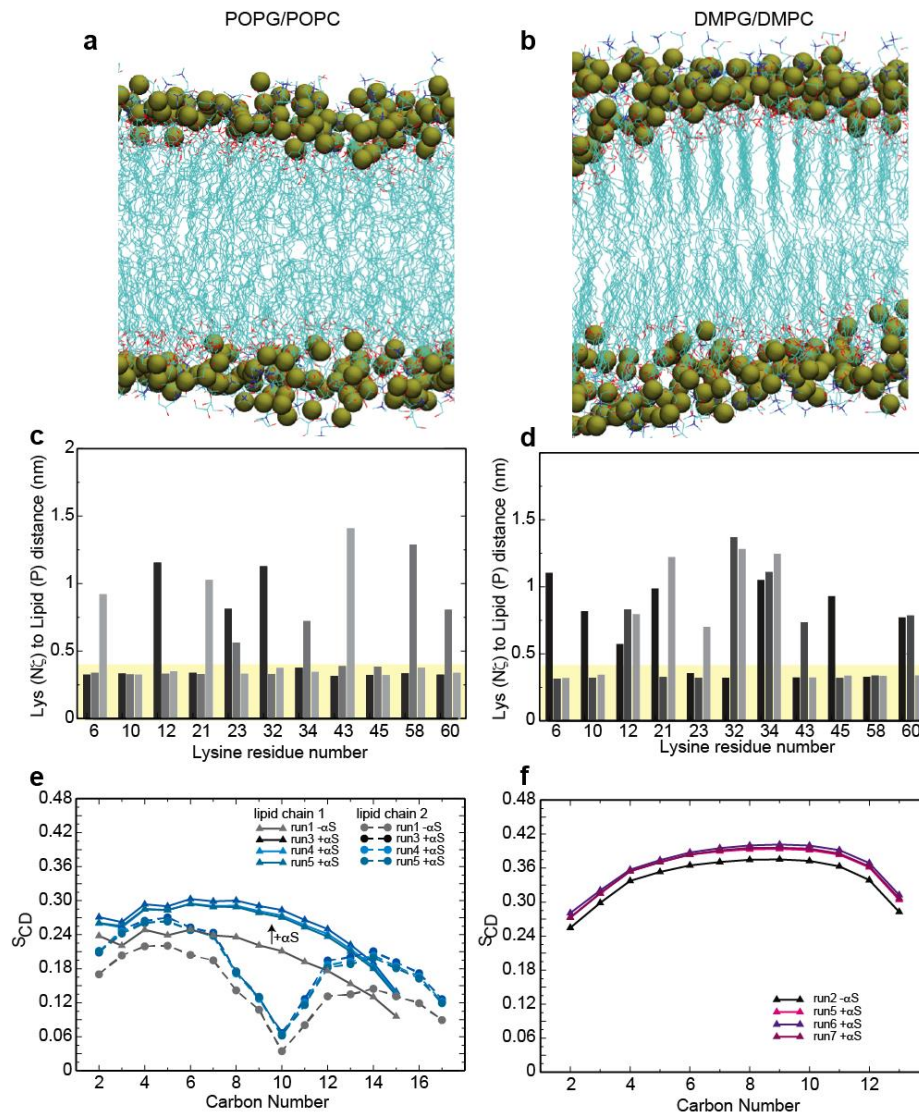 POPG/POPC
DMPG/DMPC
a
b
c
2
1.5
1
0.5
0
Lys (Nζ) to Lipid (P) distance (nm)
6 10 12 21 23 32 34 43 45 58 60
Lysine residue number
d
1.5
1
0.5
0
Lys (Nζ) to Lipid (P) distance (nm)
6 10 12 21 23 32 34 43 45 58 60
Lysine residue number
e
0.48
0.42
0.36
0.30
0.24
0.18
0.12
0.06
0
SCD
lipid chain 1
run1 -αS
run3 +αS
run4 +αS
run5 +αS
lipid chain 2
run1 -αS
run3 +αS
run4 +αS
run5 +αS
+αS
2 4 6 8 10 12 14 16
Carbon Number
f
0.48
0.42
0.36
0.30
0.24
0.18
0.12
0.06
0
run2 -αS
run5 +αS
run6 +αS
run7 +αS
2 4 6 8 10 12
Carbon Number